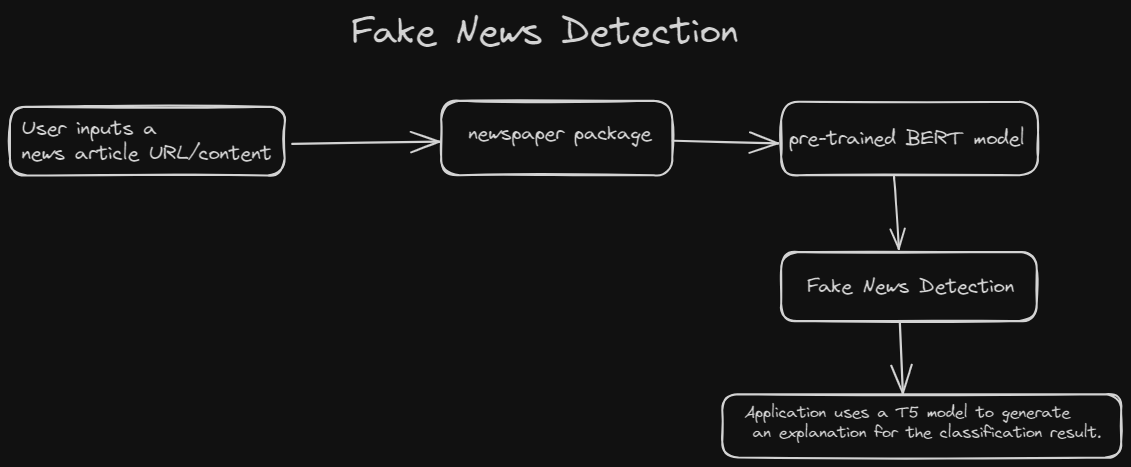 Fake News Detection
User inputs a
news article URL/content
newspaper package
pre-trained BERT model
Fake News Detection
Application uses a T5 model to generate
an explanation for the classification result.